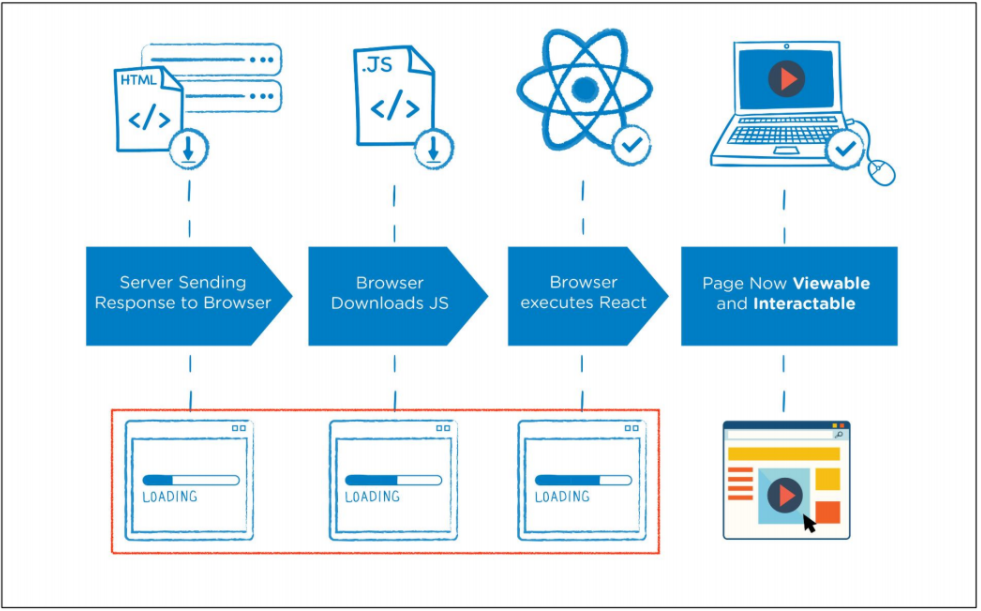 HTML
</>
.JS
</>
Server Sending
Response to Browser
Browser
Downloads JS
Browser
executes React
Page Now Viewable
and Interactable
LOADING
LOADING
LOADING